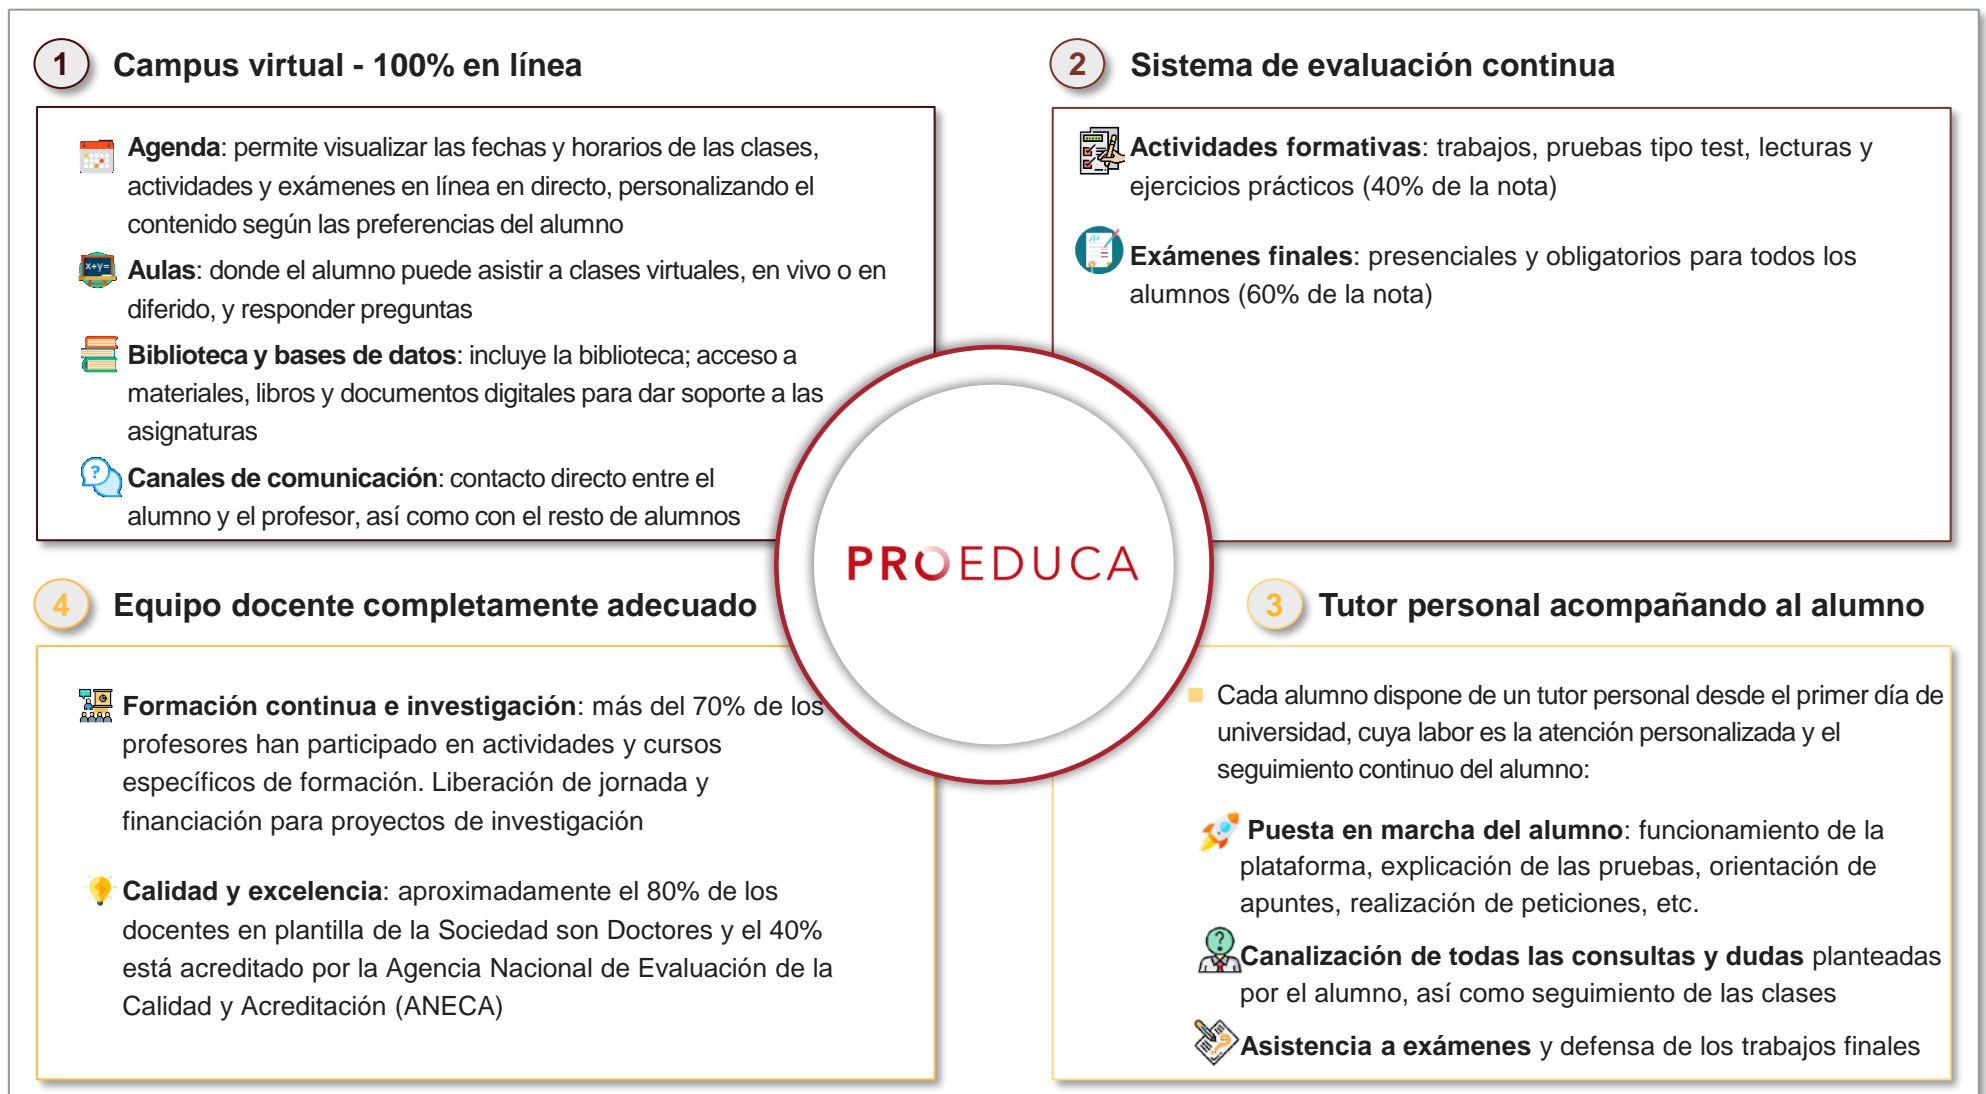 1 Campus virtual - 100% en línea
Agenda: permite visualizar las fechas y horarios de las clases,
actividades y exámenes en línea en directo, personalizando el
contenido según las preferencias del alumno
x+y=
Aulas: donde el alumno puede asistir a clases virtuales, en vivo o en
diferido, y responder preguntas
Biblioteca y bases de datos: incluye la biblioteca; acceso a
materiales, libros y documentos digitales para dar soporte a las
asignaturas
?
Canales de comunicación: contacto directo entre el
alumno y el profesor, así como con el resto de alumnos
2 Sistema de evaluación continua
Actividades formativas: trabajos, pruebas tipo test, lecturas y
ejercicios prácticos (40% de la nota)
A+
Exámenes finales: presenciales y obligatorios para todos los
alumnos (60% de la nota)
PROEDUCA
3 Tutor personal acompañando al alumno
Cada alumno dispone de un tutor personal desde el primer día de
universidad, cuya labor es la atención personalizada y el
seguimiento continuo del alumno:
Puesta en marcha del alumno: funcionamiento de la
plataforma, explicación de las pruebas, orientación de
apuntes, realización de peticiones, etc.
?
Canalización de todas las consultas y dudas planteadas
por el alumno, así como seguimiento de las clases
Asistencia a exámenes y defensa de los trabajos finales
4 Equipo docente completamente adecuado
Formación continua e investigación: más del 70% de los
profesores han participado en actividades y cursos
específicos de formación. Liberación de jornada y
financiación para proyectos de investigación
Calidad y excelencia: aproximadamente el 80% de los
docentes en plantilla de la Sociedad son Doctores y el 40%
está acreditado por la Agencia Nacional de Evaluación de la
Calidad y Acreditación (ANECA)